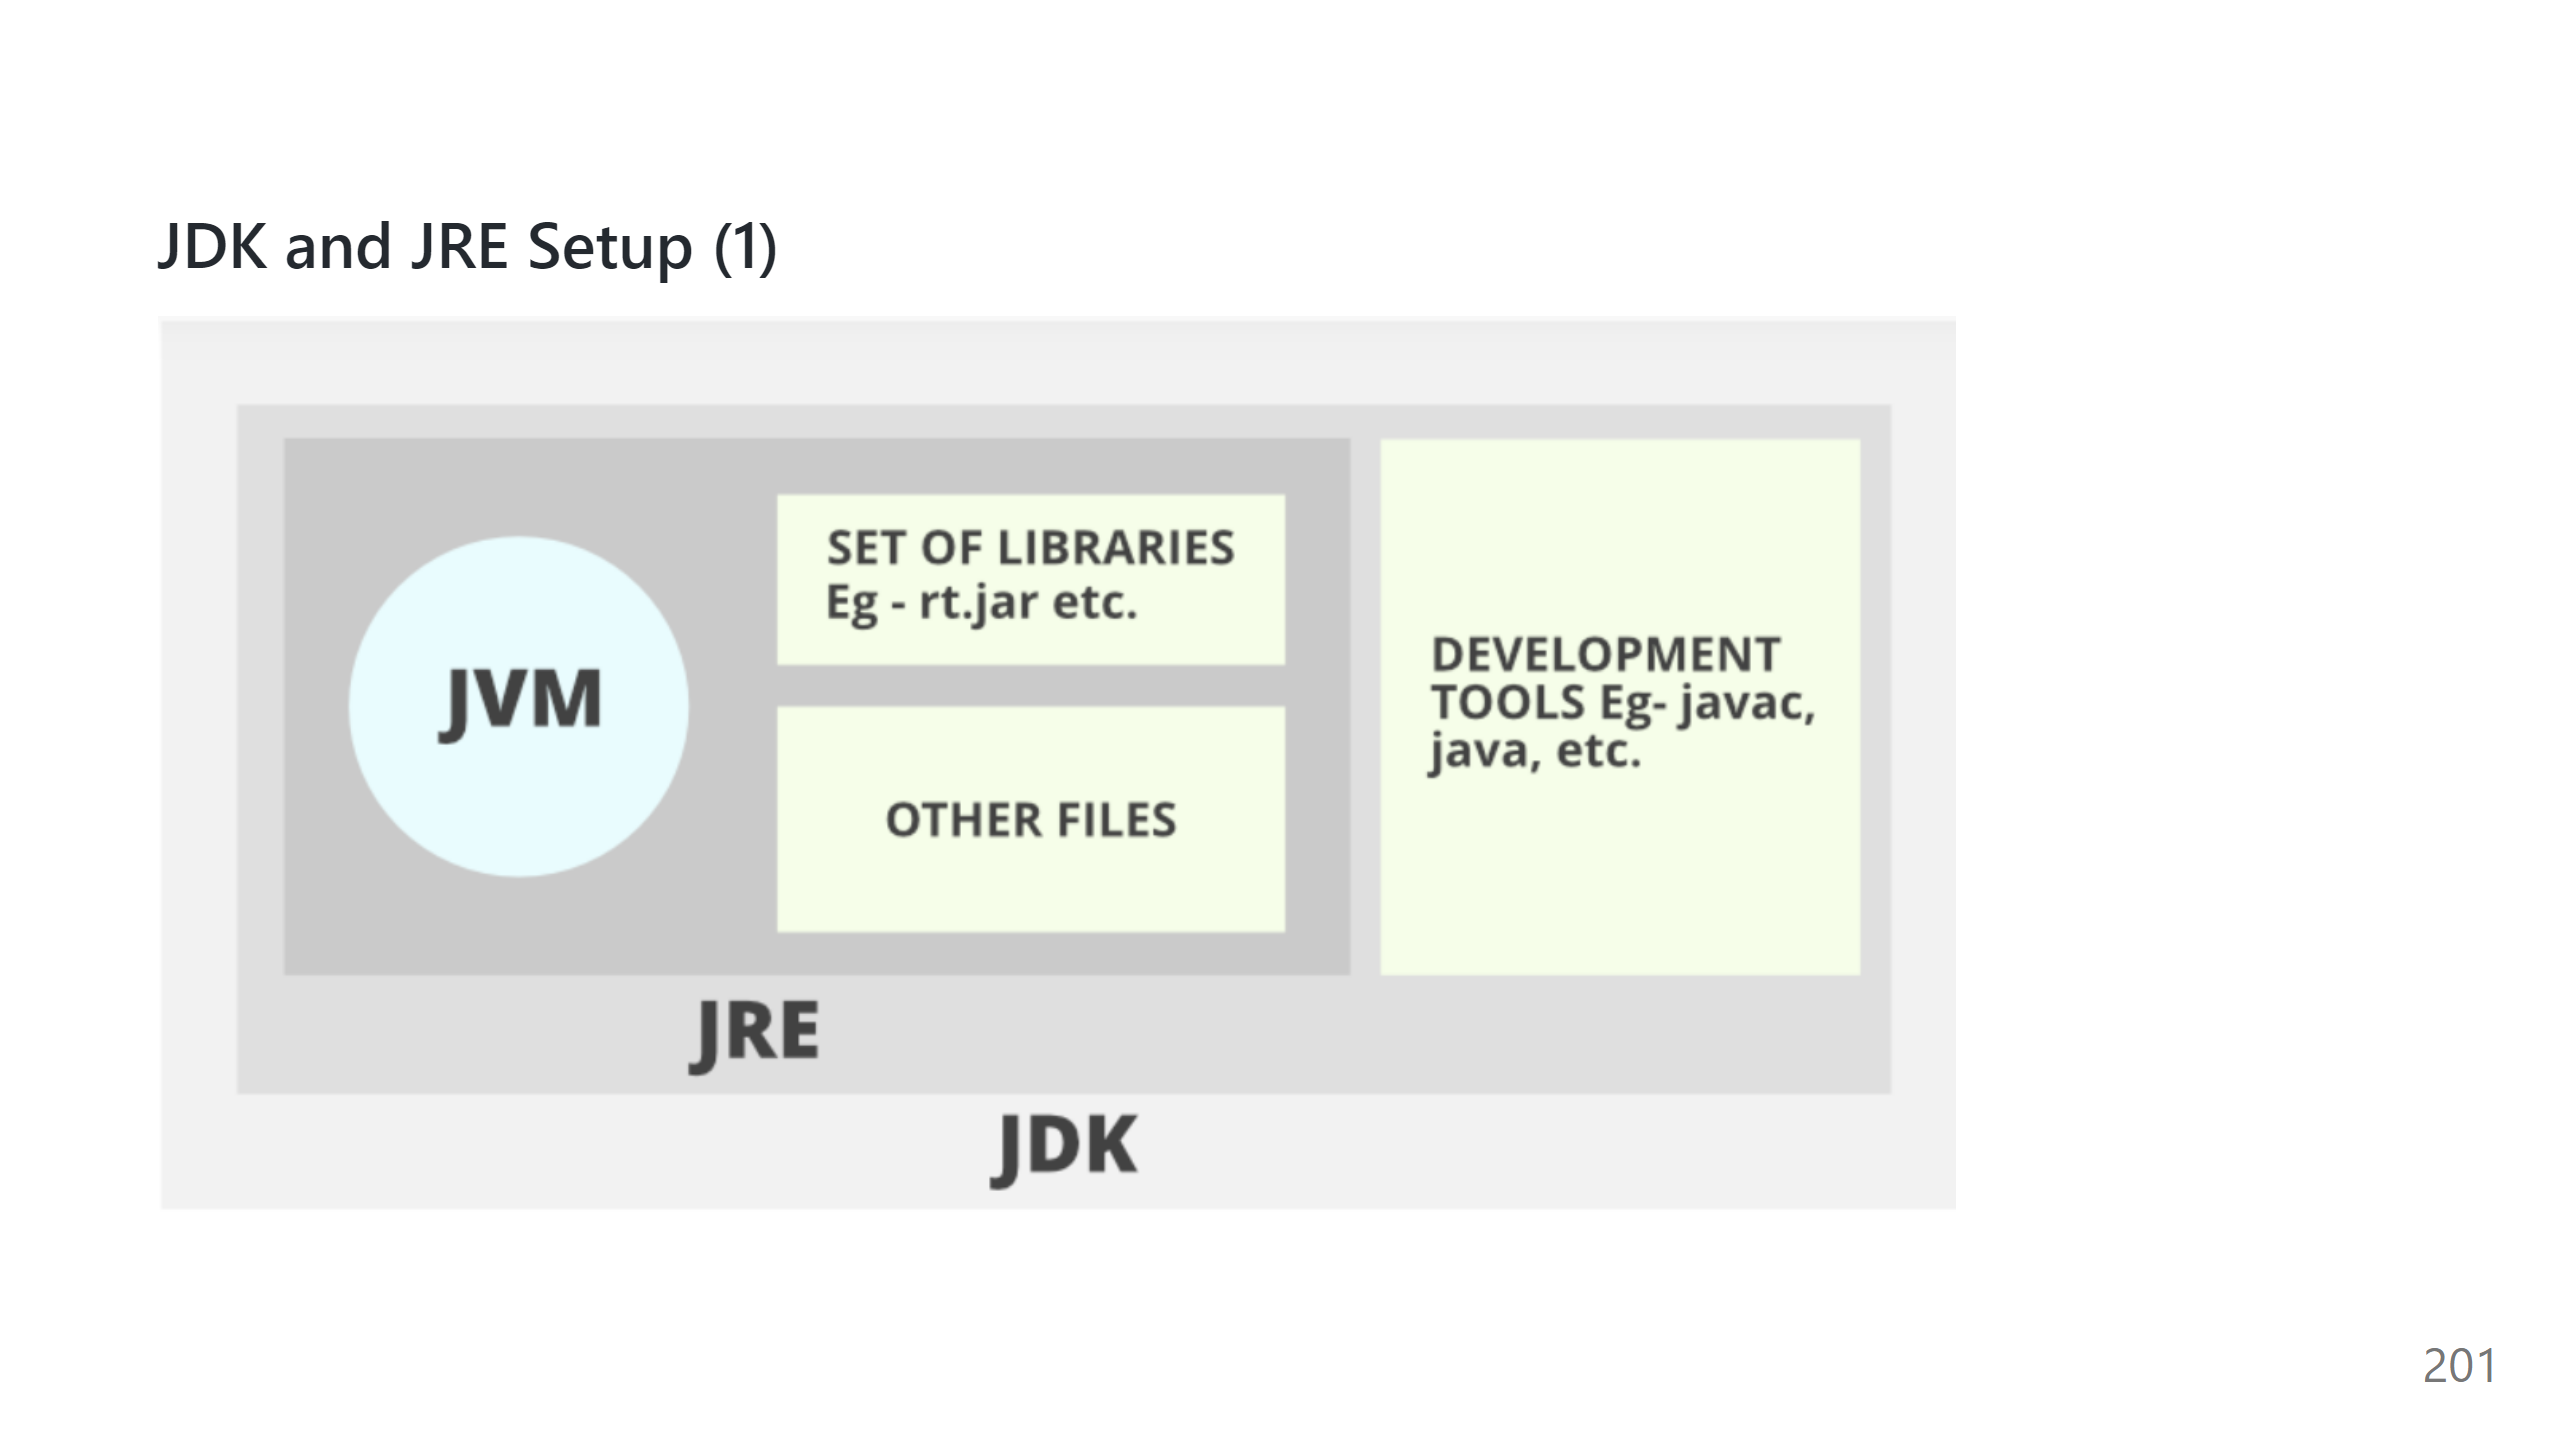 JDK and JRE Setup (1)
JVM
SET OF LIBRARIES
Eg - rt.jar etc.
OTHER FILES
DEVELOPMENT
TOOLS Eg- javac,
java, etc.
JRE
JDK
201